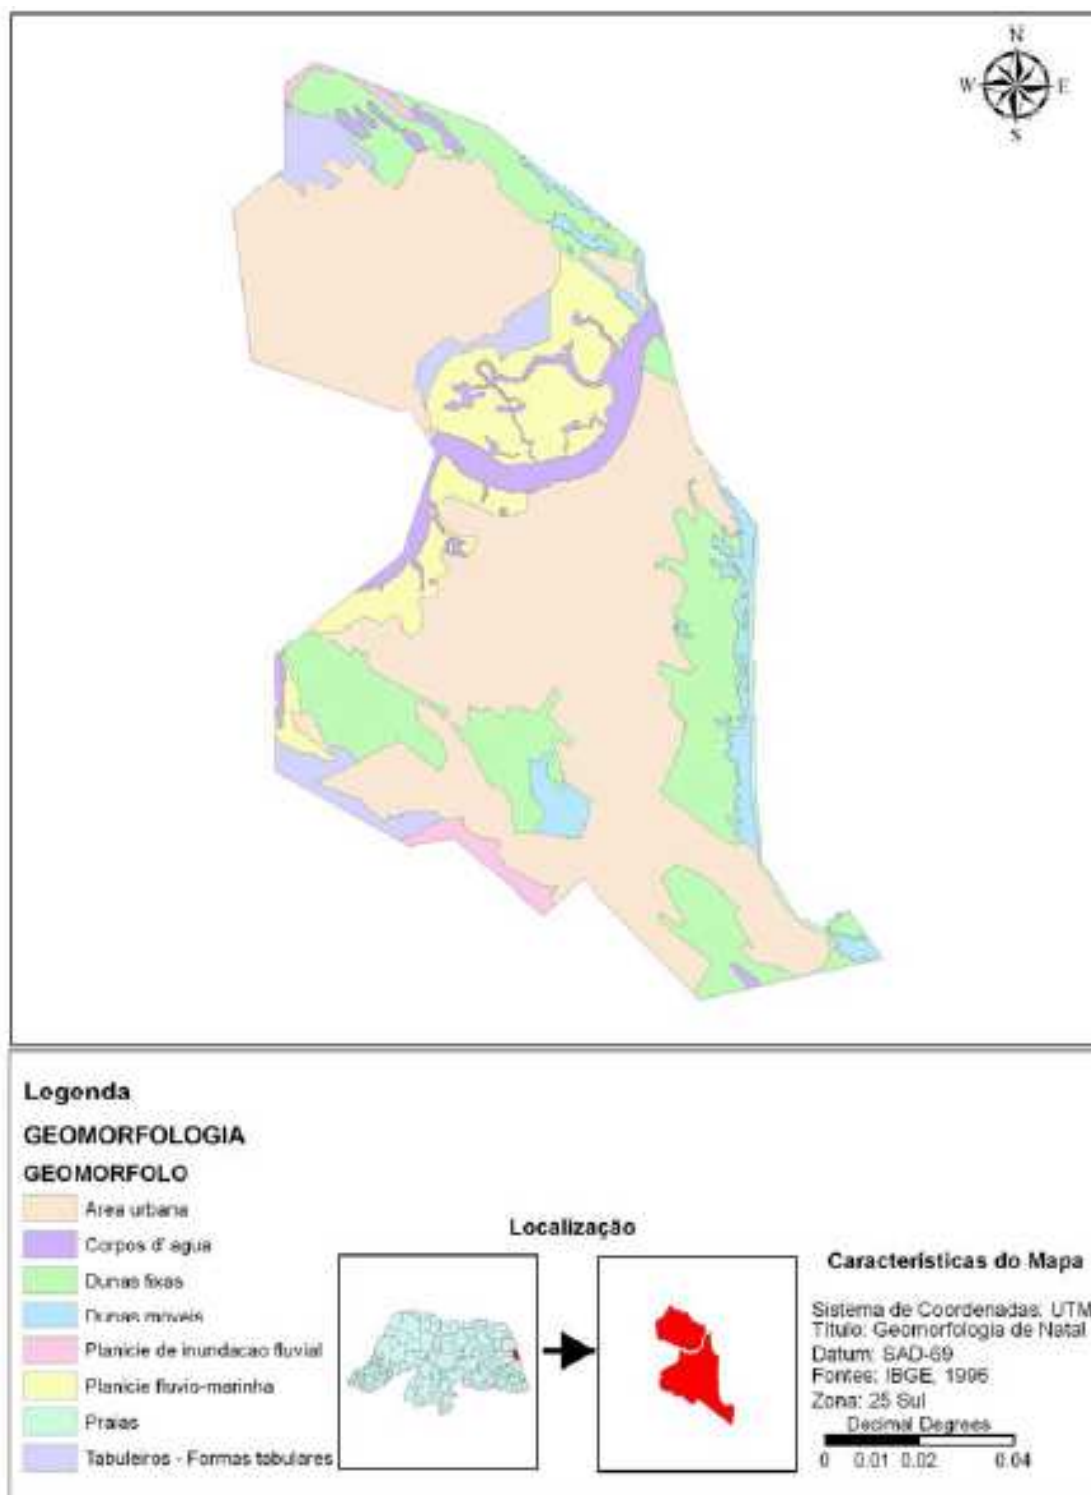 N
W E
S
Legenda
GEOMORFOLOGIA
GEOMORFOLO
Area urbana
Corpos d' agua
Dunas fixas
Dunas moveis
Planicie de inundacao fluvial
Planicie fluvio-marinha
Praias
Tabuleiros - Formas tabulares
Localização
Características do Mapa
Sistema de Coordenadas: UTM
Titulo: Geomorfologia de Natal
Datum: SAD-69
Fontes: IBGE, 1996
Zona: 25 Sul
Decimal Degrees
0 0.01 0.02 0.04